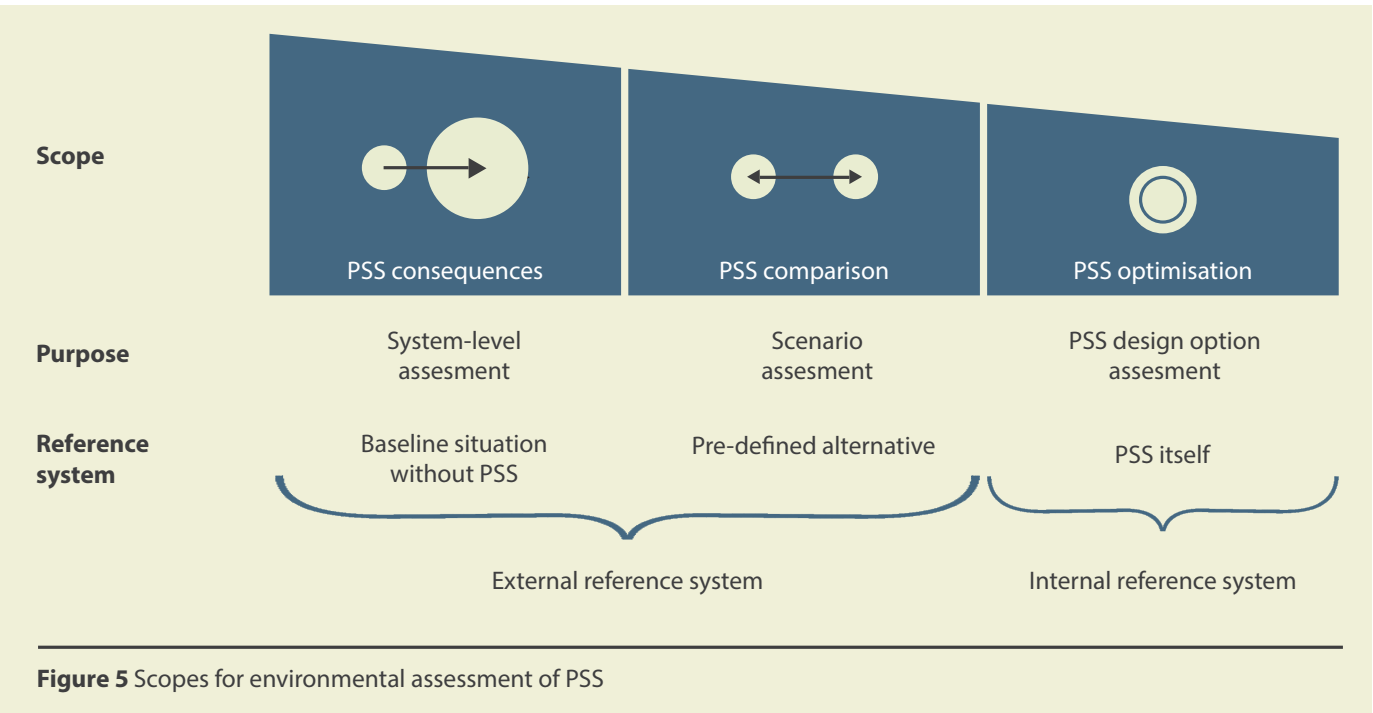 Scope
PSS consequences
PSS comparison
PSS optimisation
Purpose
System-level
assesment
Scenario
assesment
PSS design option
assesment
Reference
system
Baseline situation
without PSS
Pre-defined alternative
PSS itself
External reference system
Internal reference system
Figure 5 Scopes for environmental assessment of PSS